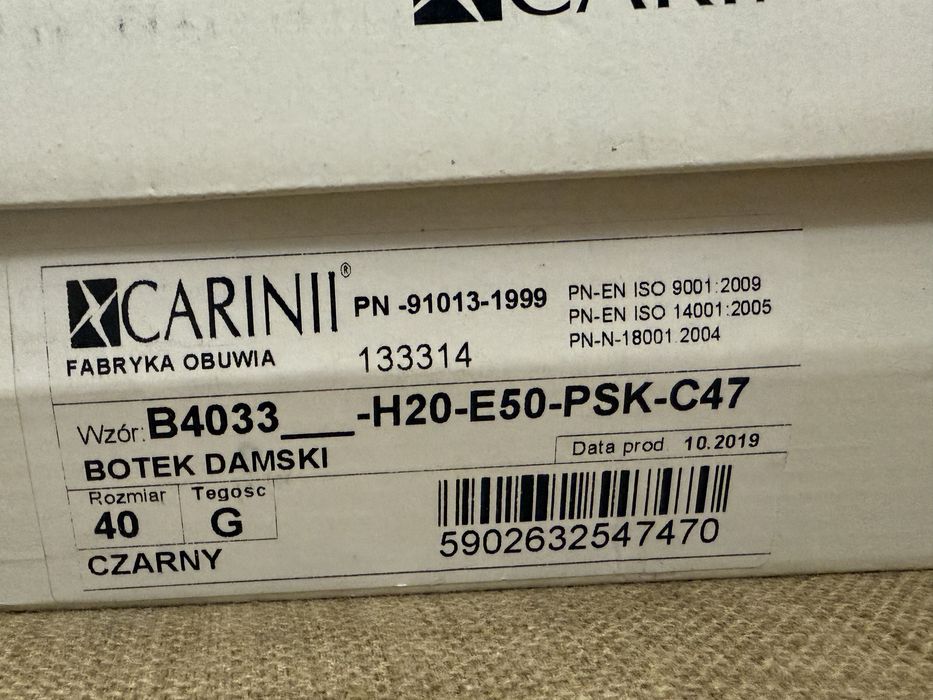 CARINII® PN -91013-1999 PN-EN ISO 9001:2009
PN-EN ISO 14001:2005
FABRYKA OBUWIA 133314 PN-N-18001:2004
Wzór: B4033___-H20-E50-PSK-C47
BOTEK DAMSKI Data prod 10.2019
Rozmiar Tęgość
40 G
CZARNY
5902632547470